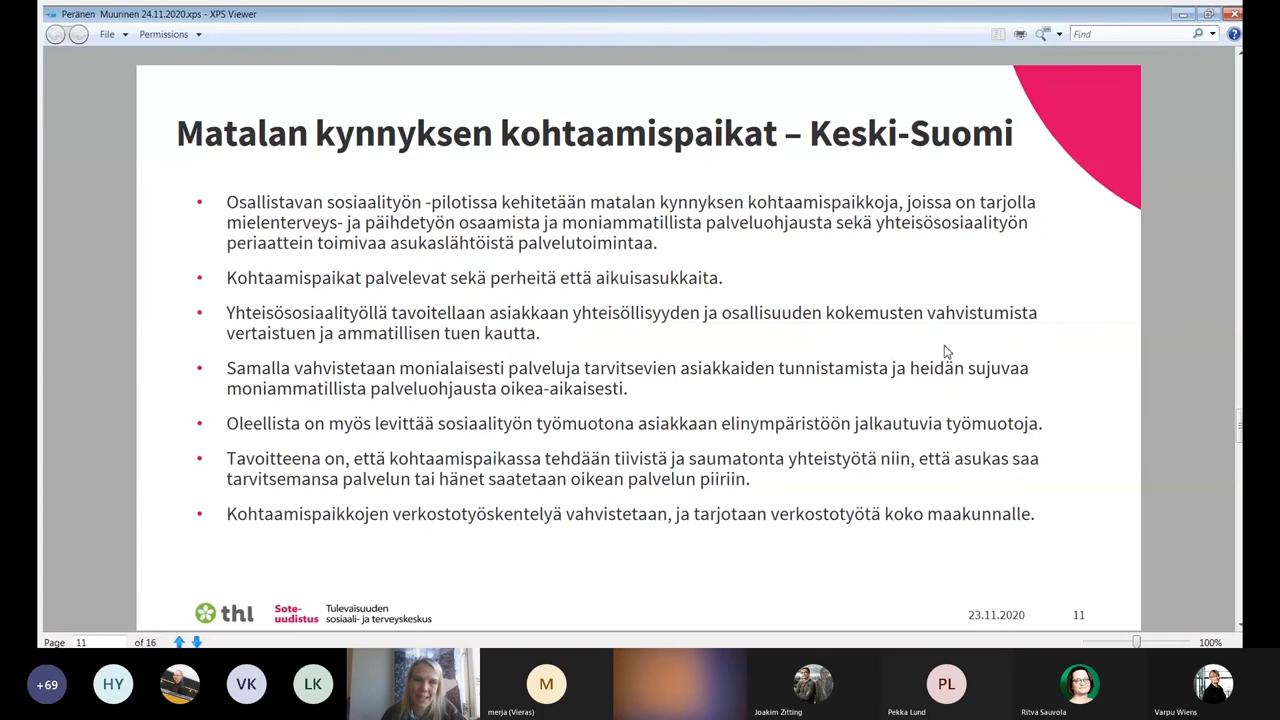 Peränen Muurinen 24.11.2020.xps - XPS Viewer
File Permissions Find
Matalan kynnyksen kohtaamispaikat – Keski-Suomi
• Osallistavan sosiaalityön -pilotissa kehitetään matalan kynnyksen kohtaamispaikkoja, joissa on tarjolla
mielenterveys- ja päihdetyön osaamista ja moniammatillista palveluohjausta sekä yhteisösosiaalityön
periaattein toimivaa asukaslähtöistä palvelutoimintaa.
• Kohtaamispaikat palvelevat sekä perheitä että aikuisasukkaita.
• Yhteisösosiaalityöllä tavoitellaan asiakkaan yhteisöllisyyden ja osallisuuden kokemusten vahvistumista
vertaistuen ja ammatillisen tuen kautta.
• Samalla vahvistetaan monialaisesti palveluja tarvitsevien asiakkaiden tunnistamista ja heidän sujuvaa
moniammatillista palveluohjausta oikea-aikaisesti.
• Oleellista on myös levittää sosiaalityön työmuotona asiakkaan elinympäristöön jalkautuvia työmuotoja.
• Tavoitteena on, että kohtaamispaikassa tehdään tiivistä ja saumatonta yhteistyötä niin, että asukas saa
tarvitsemansa palvelun tai hänet saatetaan oikean palvelun piiriin.
• Kohtaamispaikkojen verkostotyöskentelyä vahvistetaan, ja tarjotaan verkostotyötä koko maakunnalle.
thl
Sote-
uudistus
Tulevaisuuden
sosiaali- ja terveyskeskus
23.11.2020 11
Page 11 of 16 100%
+69 HY VK LK M PL
merja (Vieras) Joakim Zitting Pekka Lund Ritva Sauvola Varpu Wiens